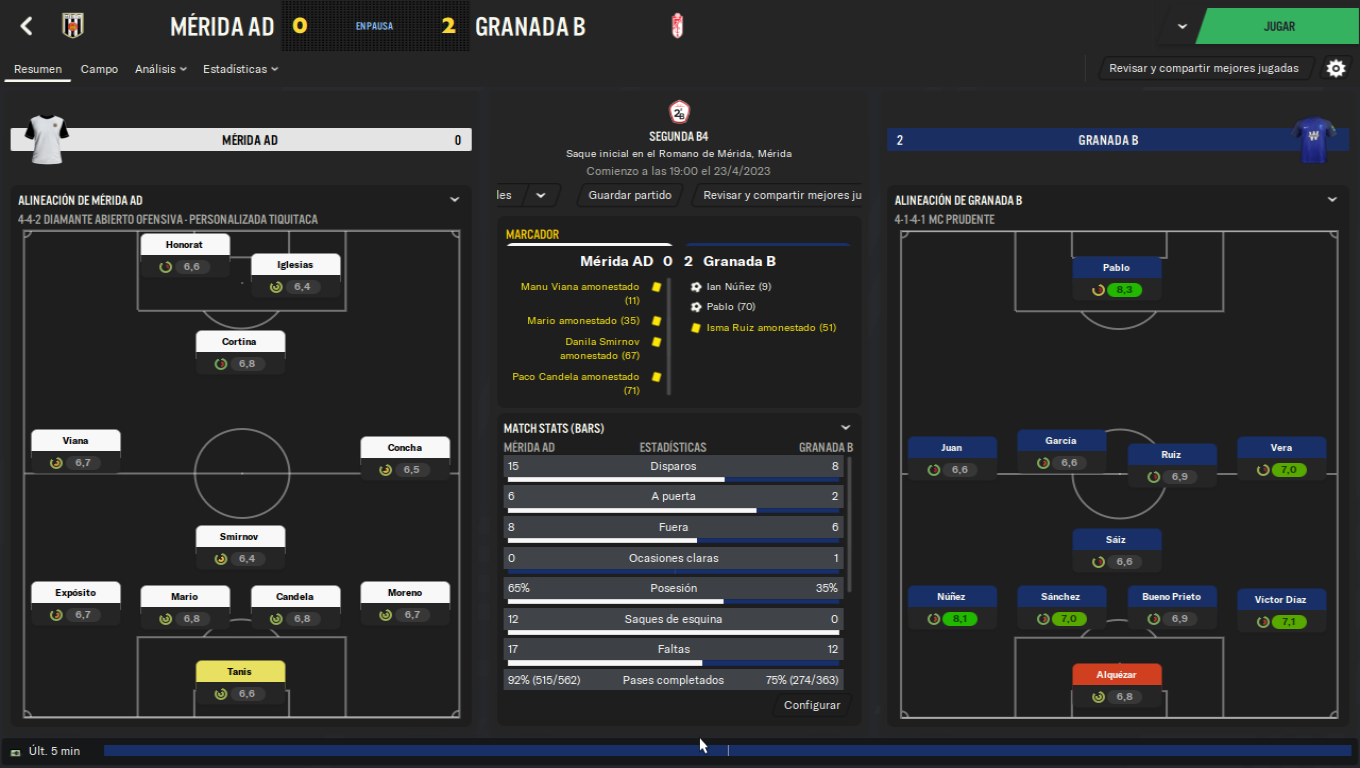 MÉRIDA AD 0 EN PAUSA 2 GRANADA B
JUGAR
Resumen Campo Análisis Estadísticas
Revisar y compartir mejores jugadas
MÉRIDA AD 0
2B
SEGUNDA B4
Saque inicial en el Romano de Mérida, Mérida
Comienzo a las 19:00 el 23/4/2023
les Guardar partido Revisar y compartir mejores ju
2 GRANADA B
ALINEACIÓN DE MÉRIDA AD
4-4-2 DIAMANTE ABIERTO OFENSIVA - PERSONALIZADA TIQUITACA
Honorat
6,6
Iglesias
6,4
Cortina
6,8
Viana
6,7
Concha
6,5
Smirnov
6,4
Expósito
6,7
Mario
6,8
Candela
6,8
Moreno
6,7
Tanis
6,6
MARCADOR
Mérida AD 0 2 Granada B
Manu Viana amonestado
(11)
Mario amonestado (35)
Danila Smirnov
amonestado (67)
Paco Candela amonestado
(71)
Ian Núñez (9)
Pablo (70)
Isma Ruiz amonestado (51)
MATCH STATS (BARS)
MÉRIDA AD ESTADÍSTICAS GRANADA B
15 Disparos 8
6 A puerta 2
8 Fuera 6
0 Ocasiones claras 1
65% Posesión 35%
12 Saques de esquina 0
17 Faltas 12
92% (515/562) Pases completados 75% (274/363)
Configurar
ALINEACIÓN DE GRANADA B
4-1-4-1 MC PRUDENTE
Pablo
8,3
Juan
6,6
García
6,6
Ruiz
6,9
Vera
7,0
Sáiz
6,6
Núñez
8,1
Sánchez
7,0
Bueno Prieto
6,9
Víctor Díaz
7,1
Alquézar
6,8
Últ. 5 min